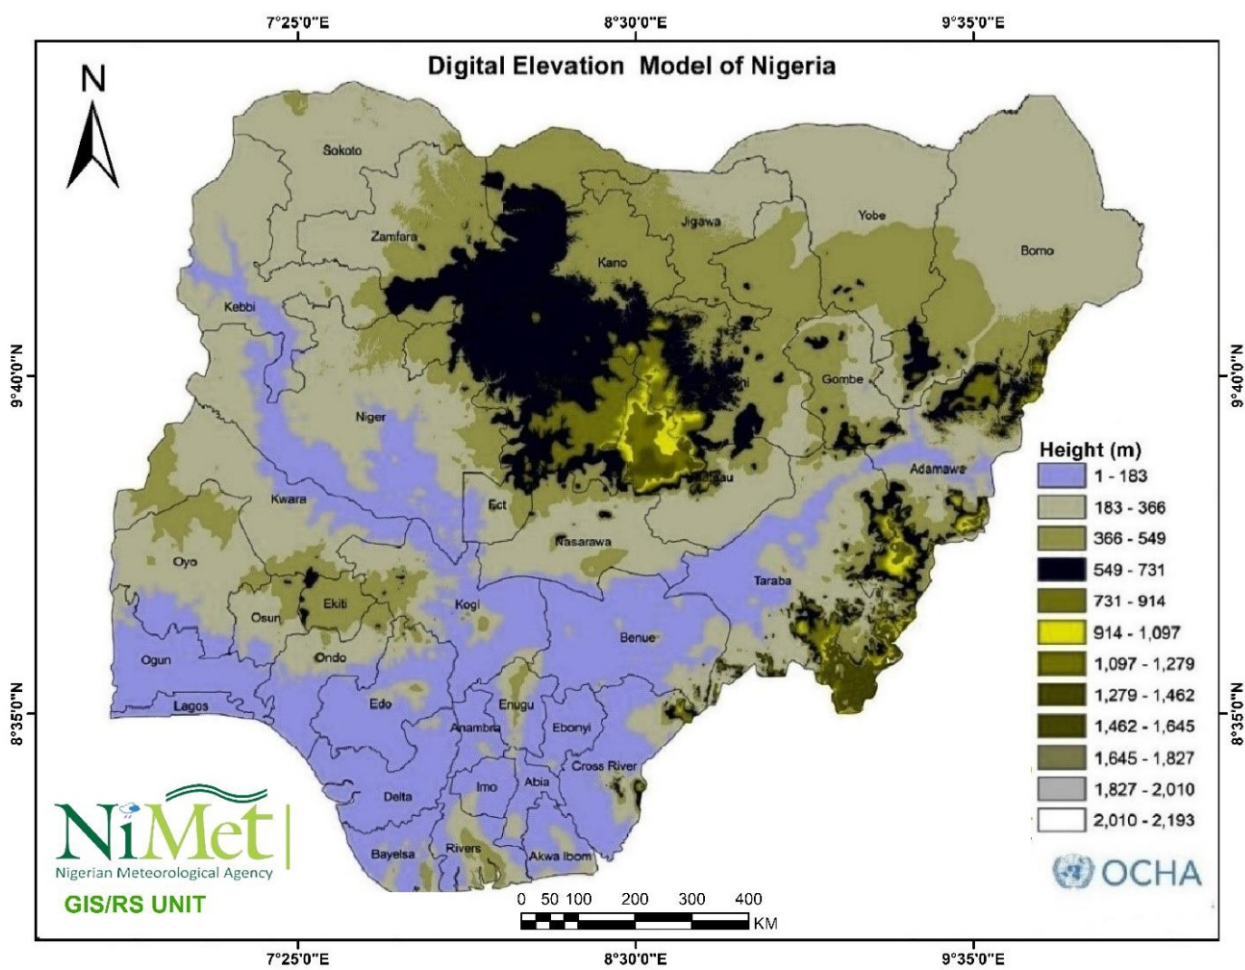 7°25'0"E 8°30'0"E 9°35'0"E
Digital Elevation Model of Nigeria
N
Sokoto
Yobe
Jigawa
Zamfara
Borno
Kano
Kebbi
9°40'0"N 9°40'0"N
Gombe
Niger
Height (m)
Adamawa
1 - 183
Kwara
Fct
183 - 366
366 - 549
Nasarawa
Oyo
549 - 731
Taraba
731 - 914
Ekiti
Kogi
Osun
914 - 1,097
Benue
Ogun
Ondo
1,097 - 1,279
1,279 - 1,462
Lagos
Edo
Enugu
8°35'0"N 8°35'0"N
Anambra
Ebonyi
1,462 - 1,645
1,645 - 1,827
Cross River
Imo
Abia
1,827 - 2,010
Delta
2,010 - 2,193
NiMet
Bayelsa
Rivers
Akwa Ibom
Nigerian Meteorological Agency
OCHA
GIS/RS UNIT
0 50 100 200 300 400
KM
7°25'0"E 8°30'0"E 9°35'0"E